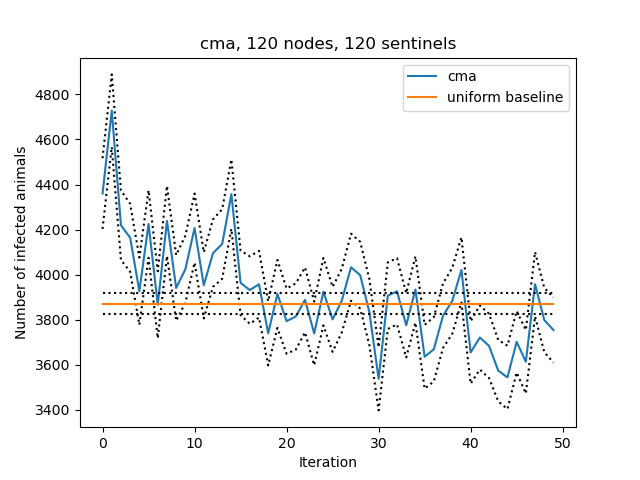 cma, 120 nodes, 120 sentinels
cma
uniform baseline
Number of infected animals
4800
4600
4400
4200
4000
3800
3600
3400
0
10
20
30
40
50
Iteration